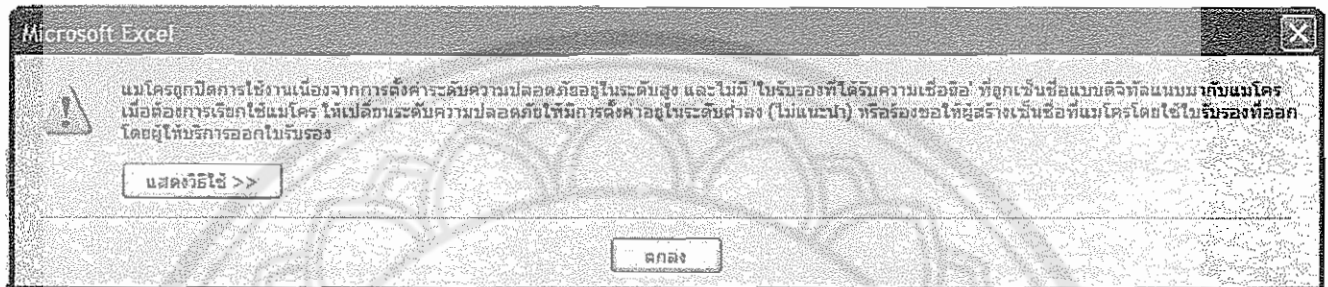 Microsoft Excel
แมโครถูกปิดการใช้งานเนื่องจากการตั้งค่าระดับความปลอดภัยอยู่ในระดับสูง และไม่มี 'ใบรับรองที่ได้รับความเชื่อถือ' ที่ถูกเซ็นชื่อแบบดิจิทัลแนบมากับแมโคร
เมื่อต้องการเรียกใช้แมโคร ให้เปลี่ยนระดับความปลอดภัยให้มีการตั้งค่าอยู่ในระดับต่ำลง (ไม่แนะนำ) หรือร้องขอให้ผู้สร้างเซ็นชื่อที่แมโครโดยใช้ใบรับรองที่ออก
โดยผู้ให้บริการออกใบรับรอง
แสดงวิธีใช้ >>
ตกลง